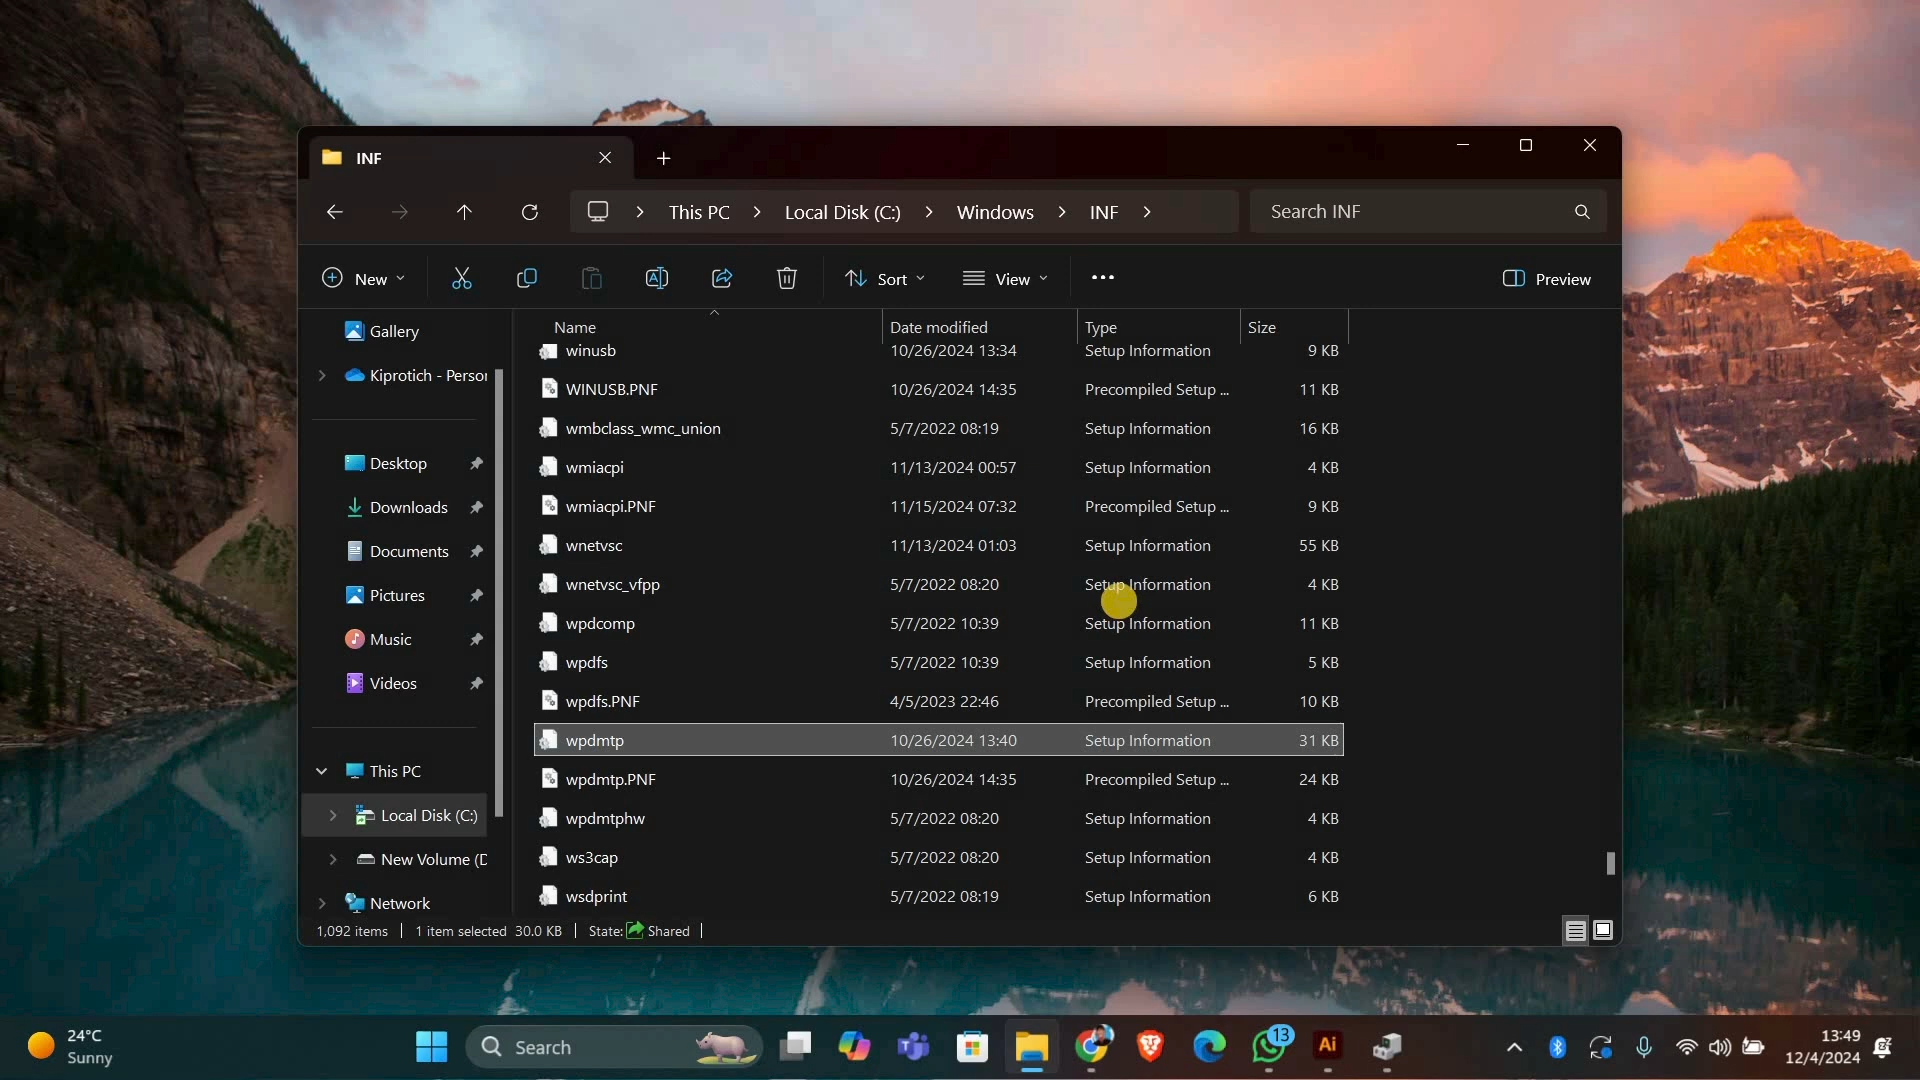 INF
This PC
Local Disk (C:)
Windows
INF
Search INF
New
Sort
View
Preview
Gallery
Kiprotich - Person
Desktop
Downloads
Documents
Pictures
Music
Videos
This PC
Local Disk (C:)
New Volume (D
Network
Name Date modified Type Size
winusb 10/26/2024 13:34 Setup Information 9 KB
WINUSB.PNF 10/26/2024 14:35 Precompiled Setup ... 11 KB
wmbclass_wmc_union 5/7/2022 08:19 Setup Information 16 KB
wmiacpi 11/13/2024 00:57 Setup Information 4 KB
wmiacpi.PNF 11/15/2024 07:32 Precompiled Setup ... 9 KB
wnetvsc 11/13/2024 01:03 Setup Information 55 KB
wnetvsc_vfpp 5/7/2022 08:20 Setup Information 4 KB
wpdcomp 5/7/2022 10:39 Setup Information 11 KB
wpdfs 5/7/2022 10:39 Setup Information 5 KB
wpdfs.PNF 4/5/2023 22:46 Precompiled Setup ... 10 KB
wpdmtp 10/26/2024 13:40 Setup Information 31 KB
wpdmtp.PNF 10/26/2024 14:35 Precompiled Setup ... 24 KB
wpdmtphw 5/7/2022 08:20 Setup Information 4 KB
ws3cap 5/7/2022 08:20 Setup Information 4 KB
wsdprint 5/7/2022 08:19 Setup Information 6 KB
1,092 items 1 item selected 30.0 KB State: Shared
24°C
Sunny
Search
13
Ai
13:49
12/4/2024